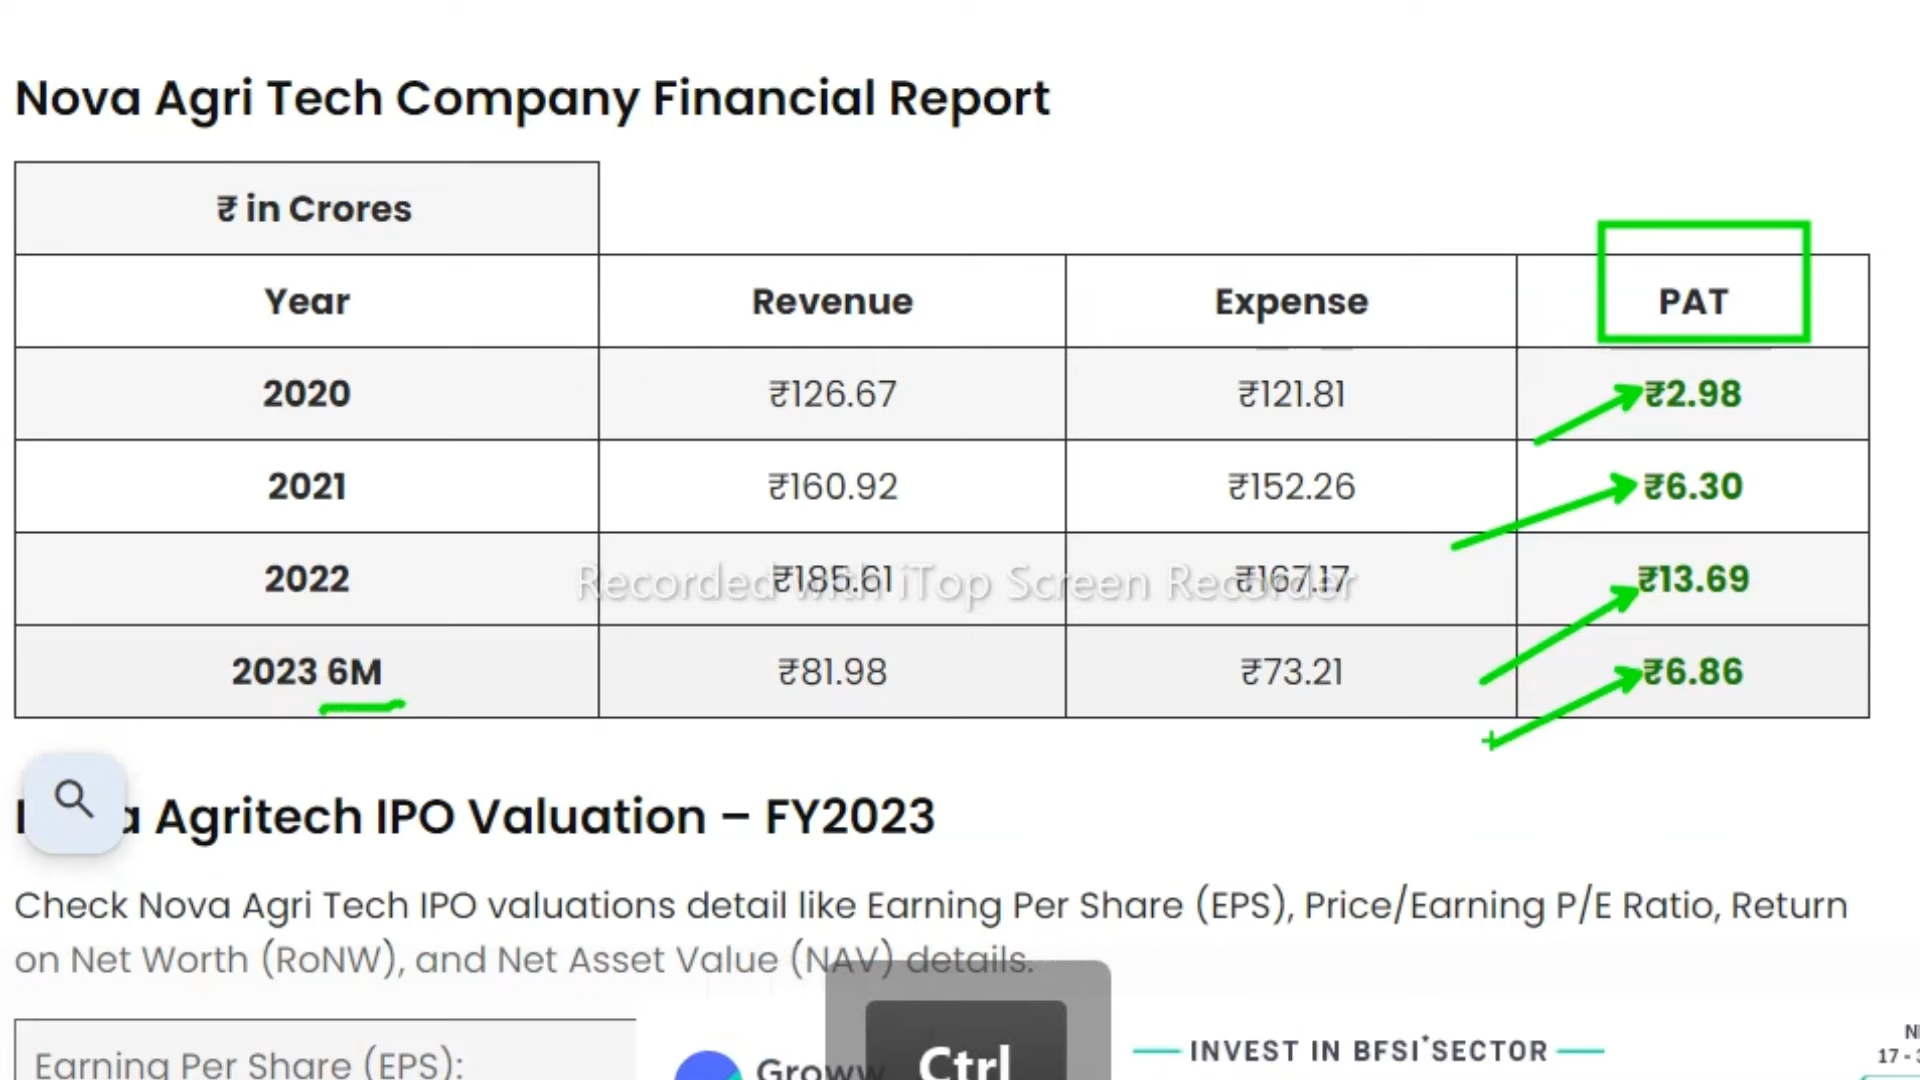 Nova Agri Tech Company Financial Report
₹ in Crores
Year Revenue Expense PAT
2020 ₹126.67 ₹121.81 ₹2.98
2021 ₹160.92 ₹152.26 ₹6.30
2022 ₹185.61 ₹167.17 ₹13.69
Recorded with iTop Screen Recorder
2023 6M ₹81.98 ₹73.21 ₹6.86
Agritech IPO Valuation – FY2023
Check Nova Agri Tech IPO valuations detail like Earning Per Share (EPS), Price/Earning P/E Ratio, Return
on Net Worth (RoNW), and Net Asset Value (NAV) details.
Earning Per Share (EPS):
Groww
Ctrl
INVEST IN BFSI*SECTOR